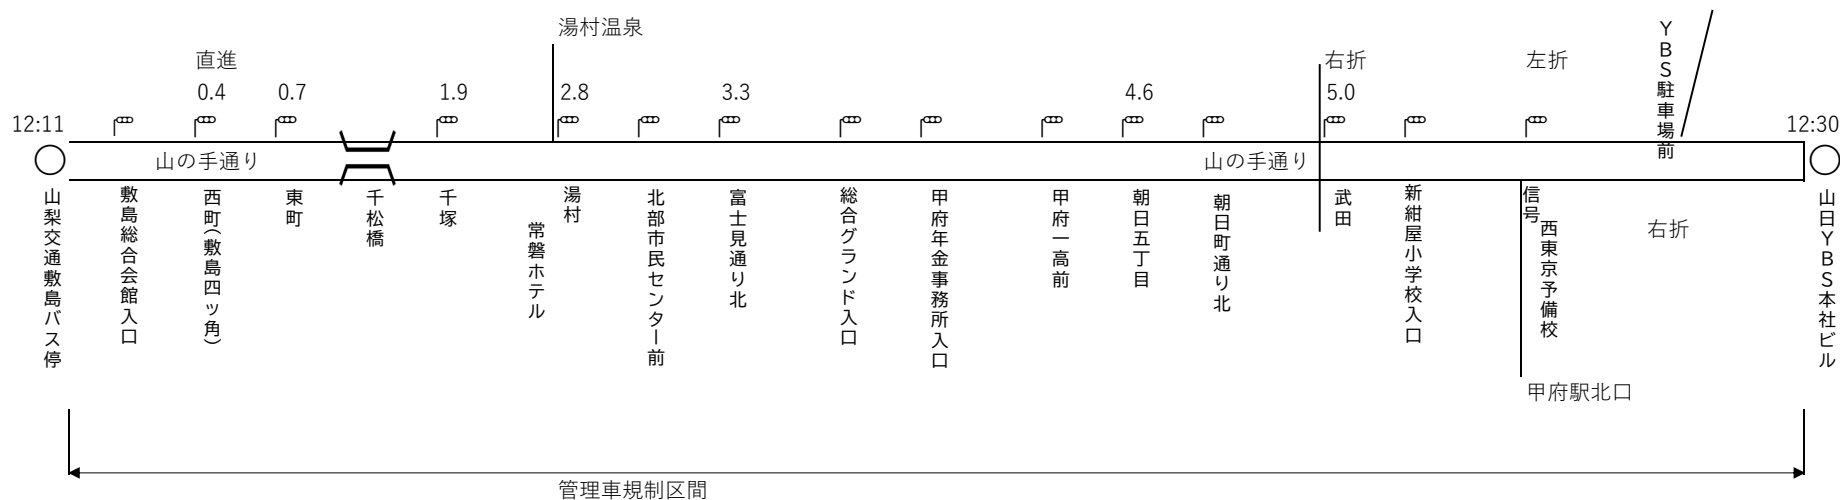 湯村温泉
直進
右折
左折
YBS駐車場前
0.4
0.7
1.9
2.8
3.3
4.6
5.0
12:11
12:30
山の手通り
山の手通り
山梨交通敷島バス停
敷島総合会館入口
西町(敷島四ッ角)
東町
千松橋
千塚
常磐ホテル
湯村
北部市民センター前
富士見通り北
総合グランド入口
甲府年金事務所入口
甲府一高前
朝日五丁目
朝日町通り北
武田
新紺屋小学校入口
信号
西東京予備校
右折
山日YBS本社ビル
甲府駅北口
管理車規制区間